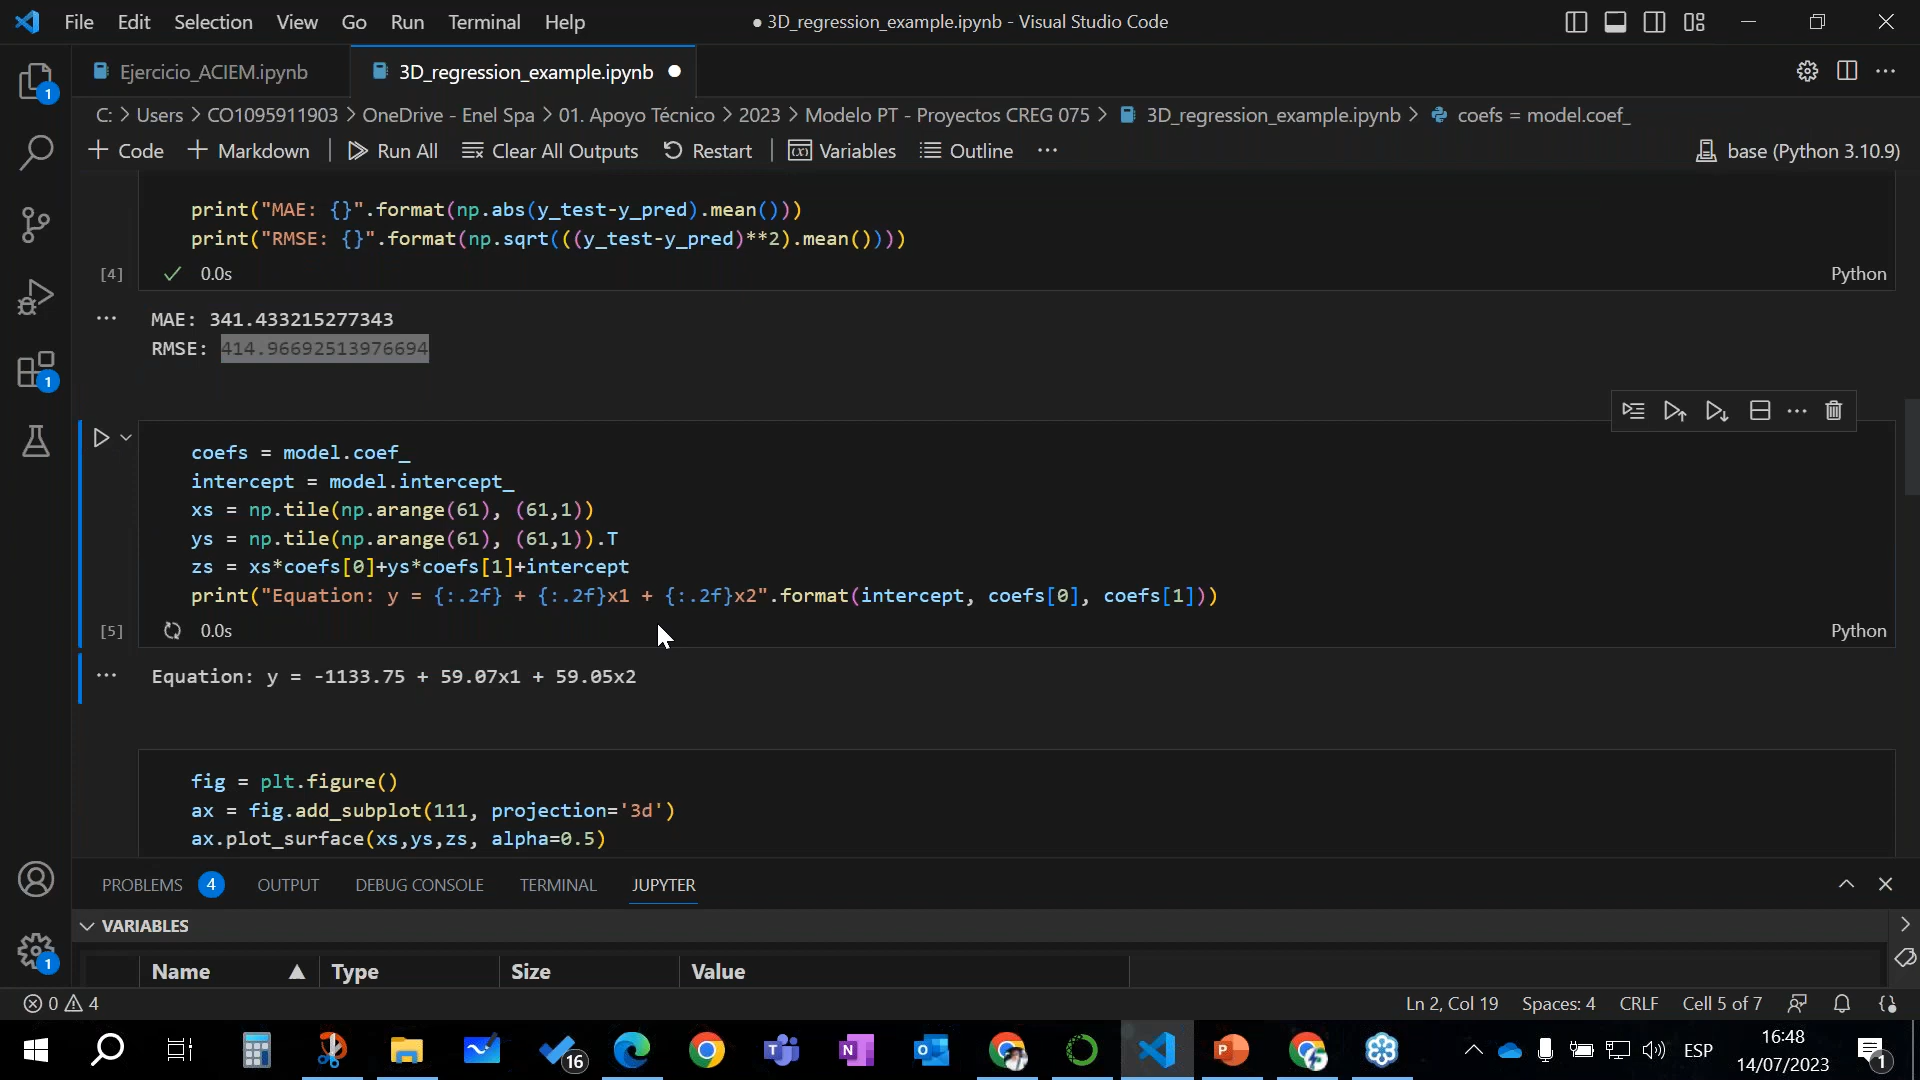 File Edit Selection View Go Run Terminal Help
● 3D_regression_example.ipynb - Visual Studio Code
1
Ejercicio_ACIEM.ipynb
3D_regression_example.ipynb
C: > Users > CO1095911903 > OneDrive - Enel Spa > 01. Apoyo Técnico > 2023 > Modelo PT - Proyectos CREG 075 > 3D_regression_example.ipynb > coefs = model.coef_
+ Code + Markdown Run All Clear All Outputs Restart Variables Outline ...
base (Python 3.10.9)
print("MAE: {}".format(np.abs(y_test-y_pred).mean()))
print("RMSE: {}".format(np.sqrt(((y_test-y_pred)**2).mean())))
[4] 0.0s Python
... MAE: 341.433215277343
RMSE: 414.96692513976694
1
coefs = model.coef_
intercept = model.intercept_
xs = np.tile(np.arange(61), (61,1))
ys = np.tile(np.arange(61), (61,1)).T
zs = xs*coefs[0]+ys*coefs[1]+intercept
print("Equation: y = {:.2f} + {:.2f}x1 + {:.2f}x2".format(intercept, coefs[0], coefs[1]))
[5] 0.0s Python
... Equation: y = -1133.75 + 59.07x1 + 59.05x2
fig = plt.figure()
ax = fig.add_subplot(111, projection='3d')
ax.plot_surface(xs,ys,zs, alpha=0.5)
PROBLEMS 4 OUTPUT DEBUG CONSOLE TERMINAL JUPYTER
VARIABLES
1
Name Type Size Value
0 4
Ln 2, Col 19 Spaces: 4 CRLF Cell 5 of 7
16
ESP
16:48
14/07/2023
1